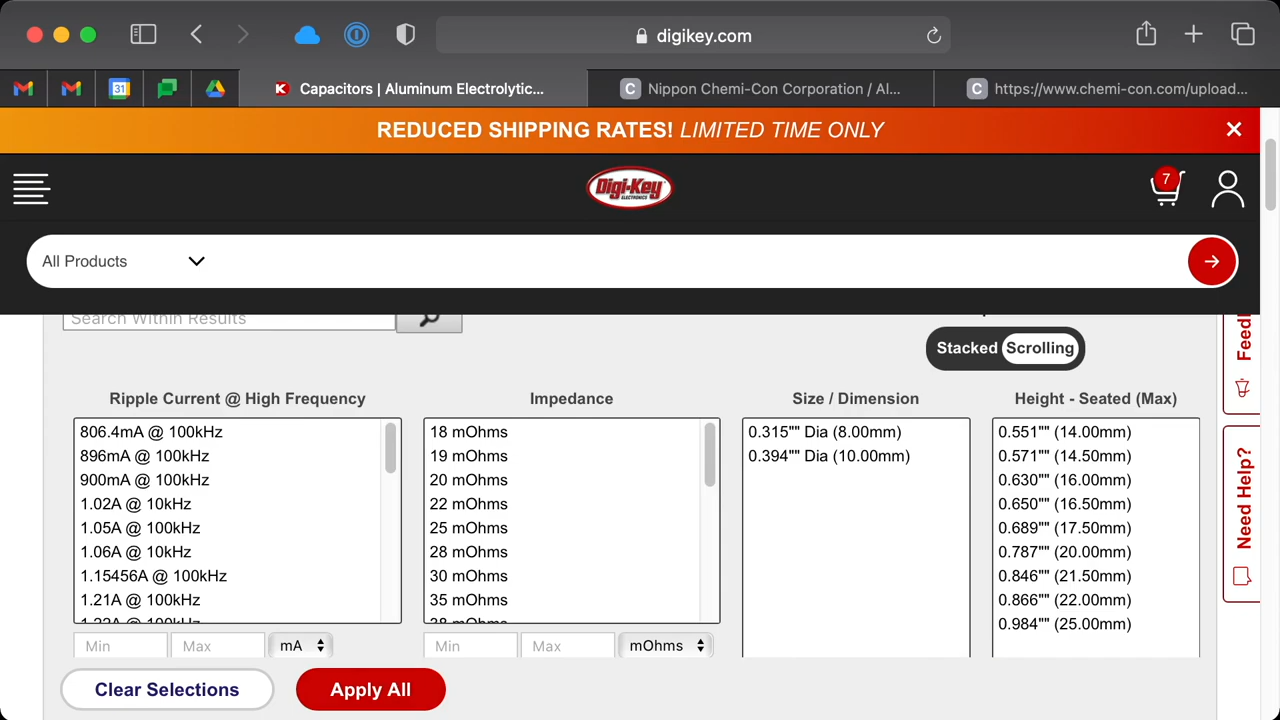 digikey.com
31
Capacitors | Aluminum Electrolytic...
Nippon Chemi-Con Corporation / Al...
https://www.chemi-con.com/upload...
REDUCED SHIPPING RATES! LIMITED TIME ONLY
Digi-Key
ELECTRONICS
7
All Products
Search Within Results
Stacked Scrolling
Feed
Need Help?
Ripple Current @ High Frequency
806.4mA @ 100kHz
896mA @ 100kHz
900mA @ 100kHz
1.02A @ 10kHz
1.05A @ 100kHz
1.06A @ 10kHz
1.15456A @ 100kHz
1.21A @ 100kHz
Min Max mA
Impedance
18 mOhms
19 mOhms
20 mOhms
22 mOhms
25 mOhms
28 mOhms
30 mOhms
35 mOhms
38 mOhms
Min Max mOhms
Size / Dimension
0.315"" Dia (8.00mm)
0.394"" Dia (10.00mm)
Height - Seated (Max)
0.551"" (14.00mm)
0.571"" (14.50mm)
0.630"" (16.00mm)
0.650"" (16.50mm)
0.689"" (17.50mm)
0.787"" (20.00mm)
0.846"" (21.50mm)
0.866"" (22.00mm)
0.984"" (25.00mm)
Clear Selections
Apply All